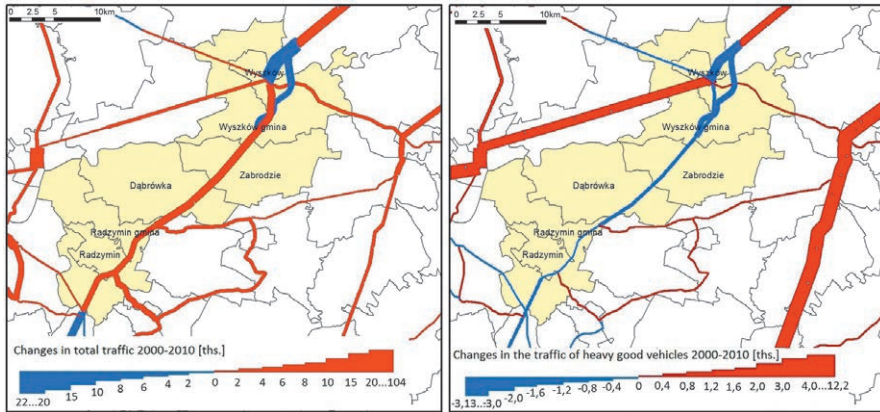 0 2.5 5 10km
Wyszków
Wyszków gmina
Dąbrówka
Zabrodzie
Radzymin gmina
Radzymin
Changes in total traffic 2000-2010 [ths.]
22...20 15 10 8 6 4 2 0 2 4 6 8 10 15 20...104
0 2.5 5 10km
Wyszków
Wyszków gmina
Dąbrówka
Zabrodzie
Radzymin gmina
Radzymin
Changes in the traffic of heavy good vehicles 2000-2010 [ths.]
-3,13...-3,0 -2,0 -1,6 -1,2 -0,8 -0,4 0 0,4 0,8 1,2 1,6 2,0 3,0 4,0...12,2